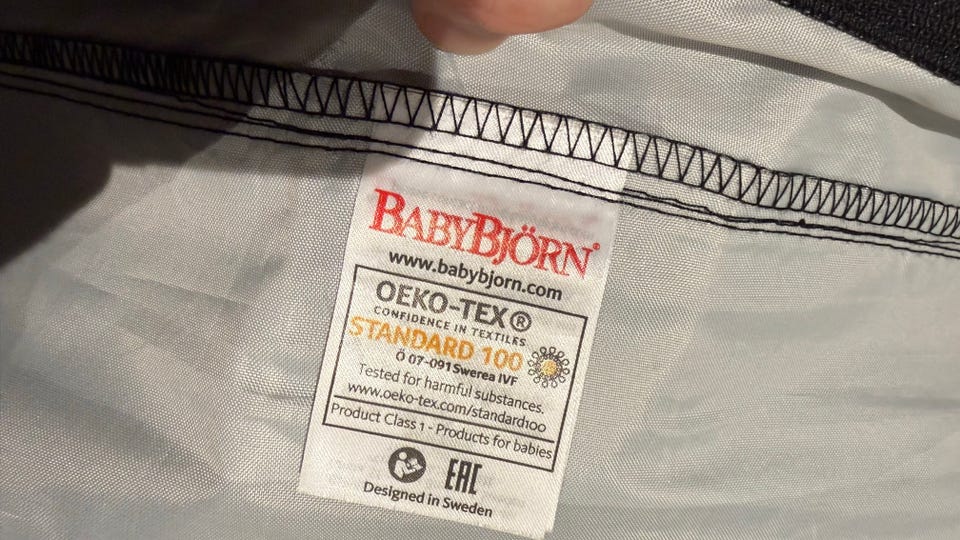 BABYBJÖRN®
www.babybjorn.com
OEKO-TEX®
CONFIDENCE IN TEXTILES
STANDARD 100
Ö 07-091 Swerea IVF
Tested for harmful substances.
www.oeko-tex.com/standard100
Product Class 1 - Products for babies
EAC
Designed in Sweden